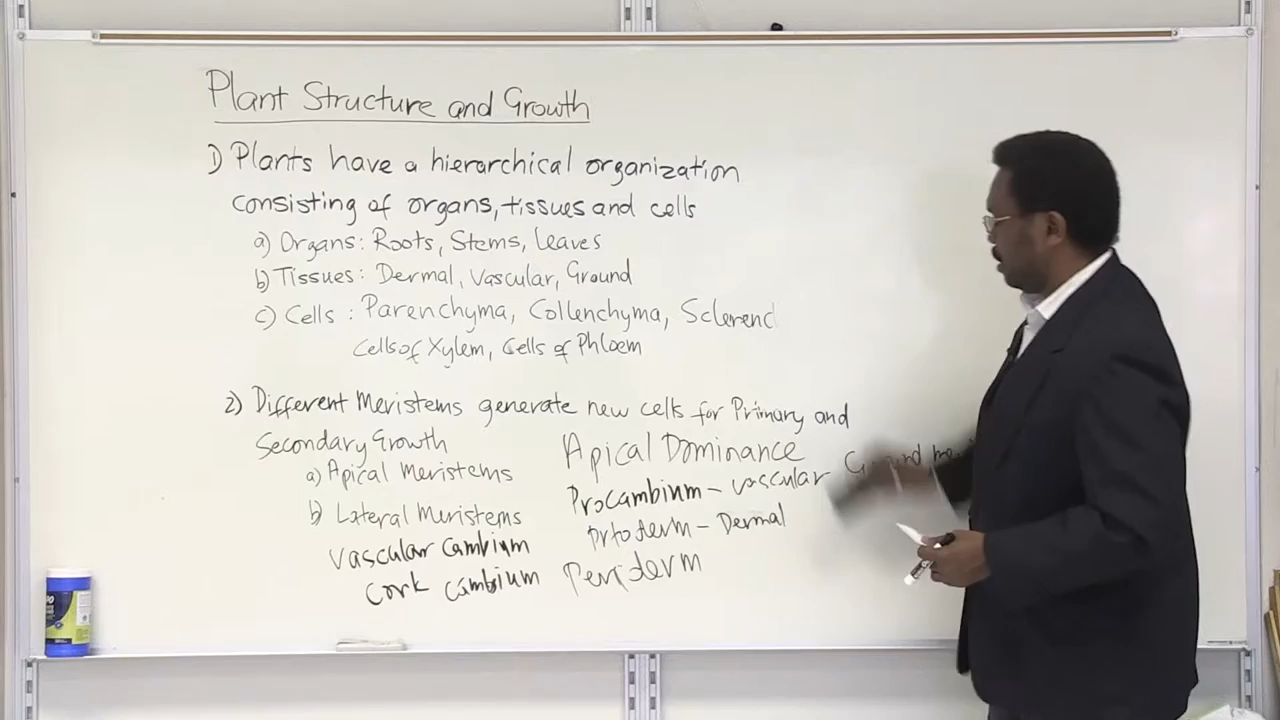 Plant Structure and Growth
1) Plants have a hierarchical organization
consisting of organs, tissues and cells
a) Organs: Roots, Stems, Leaves
b) Tissues: Dermal, Vascular, Ground
c) Cells: Parenchyma, Collenchyma, Sclerenc
Cells of Xylem, Cells of Phloem
2) Different Meristems generate new cells for Primary and
Secondary Growth
a) Apical Meristems
b) Lateral Meristems
Vascular Cambium
Cork Cambium
Apical Dominance
Procambium - vascular
Prtoderm - Dermal
Periderm